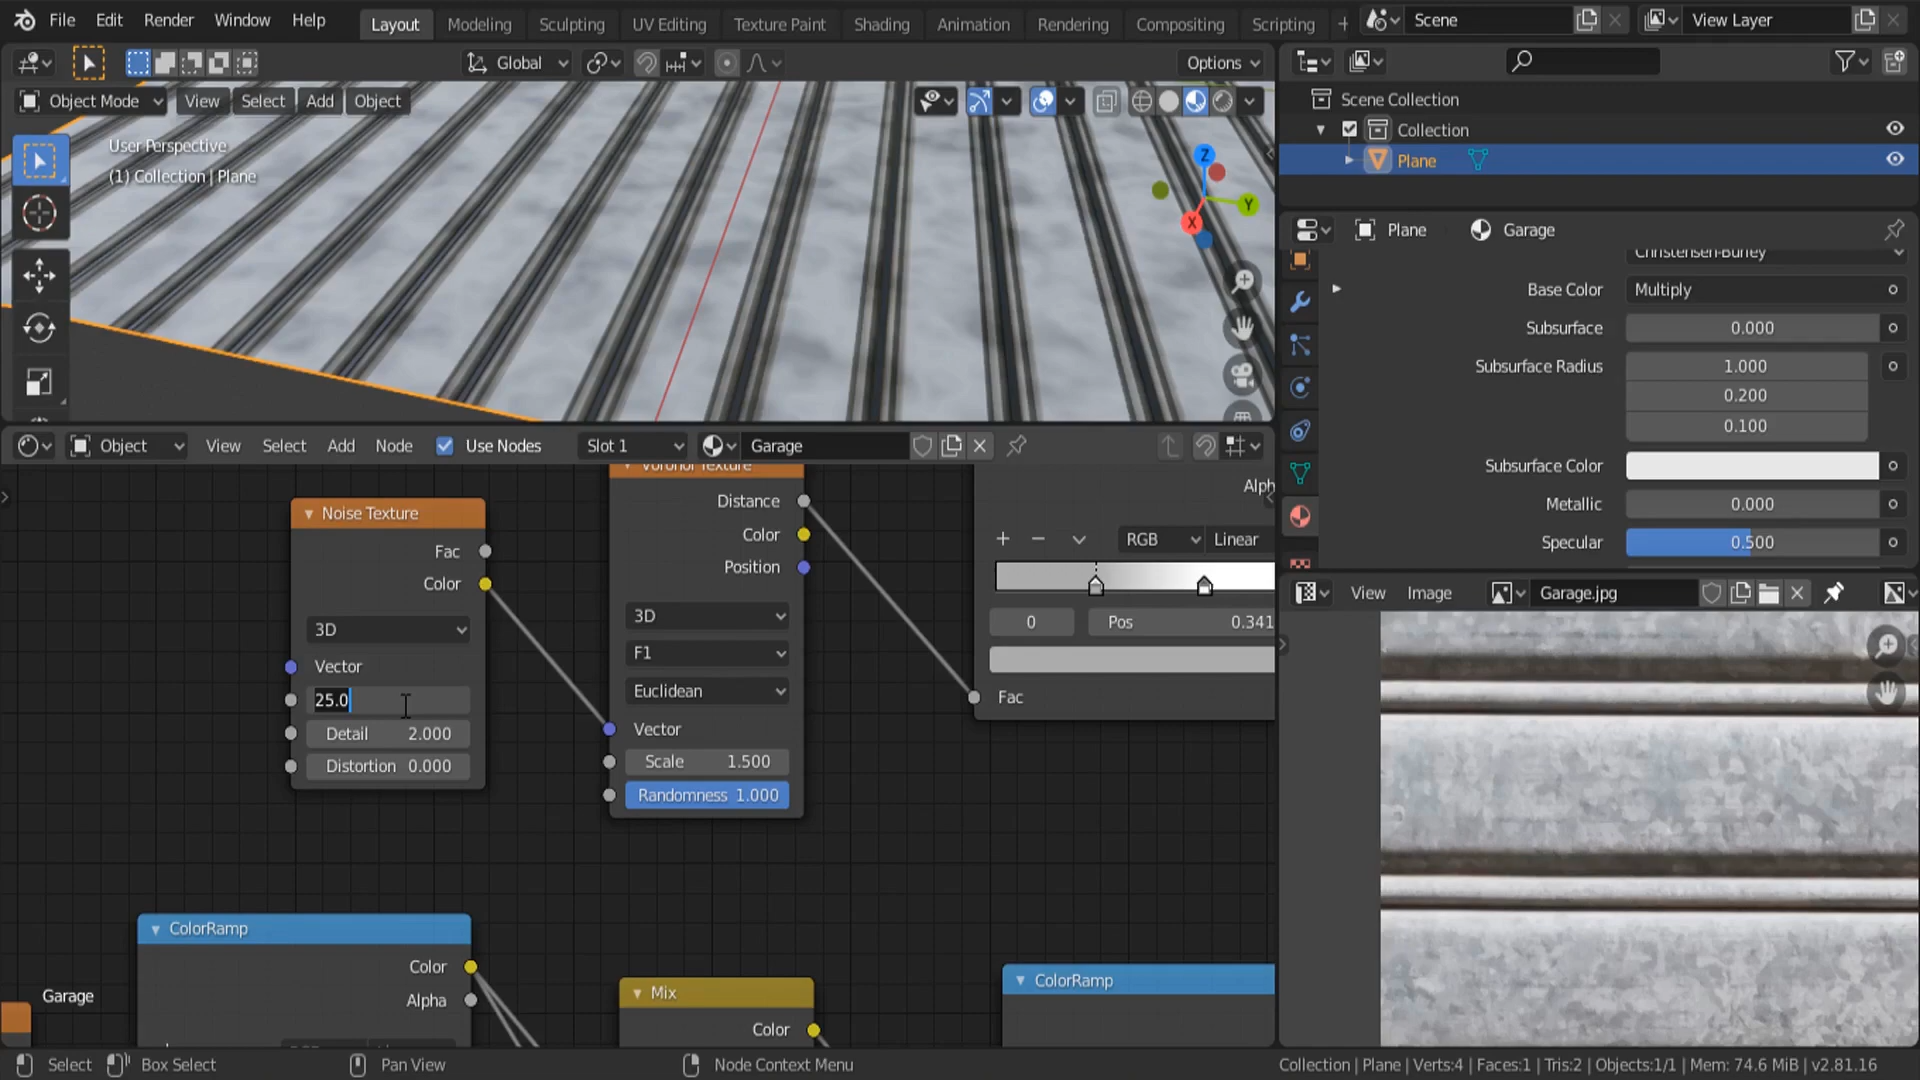 File Edit Render Window Help
Layout Modeling Sculpting UV Editing Texture Paint Shading Animation Rendering Compositing Scripting +
Scene
View Layer
Global
Options
Object Mode View Select Add Object
User Perspective
(1) Collection | Plane
Z
Y
X
Scene Collection
Collection
Plane
Plane Garage
Christensen-Burley
Base Color Multiply
Subsurface 0.000
Subsurface Radius 1.000
0.200
0.100
Subsurface Color
Metallic 0.000
Specular 0.500
Object View Select Add Node Use Nodes Slot 1 Garage
Noise Texture
Fac
Color
3D
Vector
25.0
Detail 2.000
Distortion 0.000
Voronoi Texture
Distance
Color
Position
3D
F1
Euclidean
Vector
Scale 1.500
Randomness 1.000
Alph
RGB Linear
0 Pos 0.341
Fac
View Image Garage.jpg
ColorRamp
Color
Alpha
Mix
Color
ColorRamp
Garage
Select Box Select Pan View Node Context Menu
Collection | Plane | Verts:4 | Faces:1 | Tris:2 | Objects:1/1 | Mem: 74.6 MiB | v2.81.16